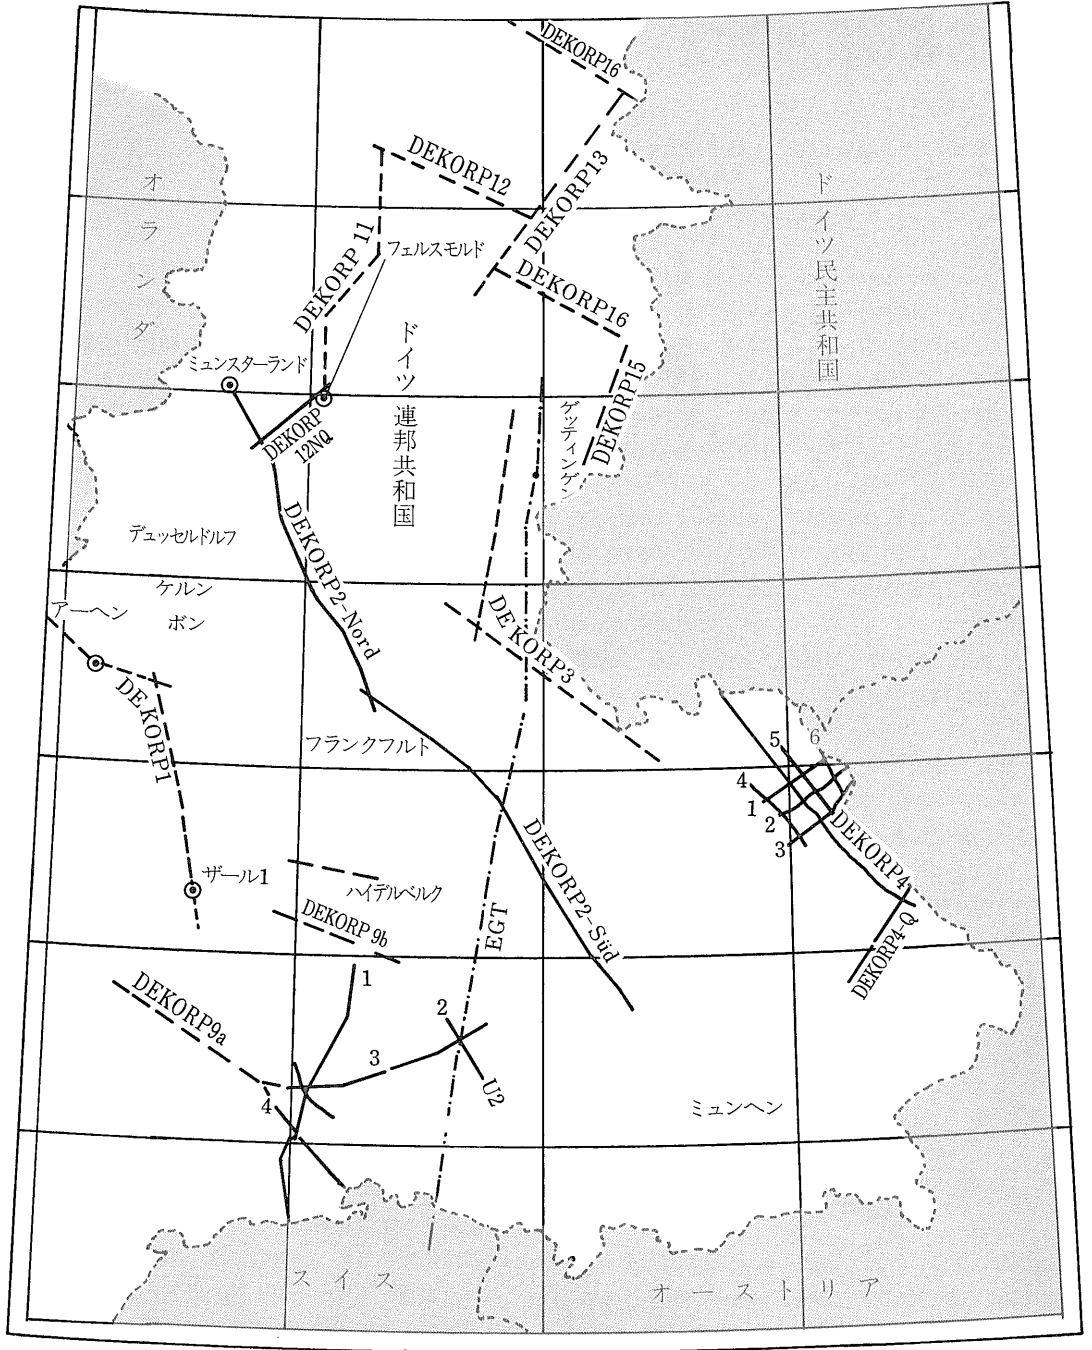 DEKORP16
DEKORP12
DEKORP13
オランダ
ドイツ民主共和国
DEKORP 11
フェルスモルド
DEKORP16
ドイツ連邦共和国
ミュンスターランド
DEKORP15
ゲッティンゲン
DEKORP
12NQ
デュッセルドルフ
DEKORP2-Nord
ケルン
アーヘン
ボン
DEKORP3
DEKORP1
フランクフルト
5
6
4
1
2
3
DEKORP4
ザール1
ハイデルベルク
DEKORP2-Süd
DEKORP 9b
EGT
DEKORP4-Q
1
DEKORP9a
2
3
U2
4
ミュンヘン
スイス
オーストリア